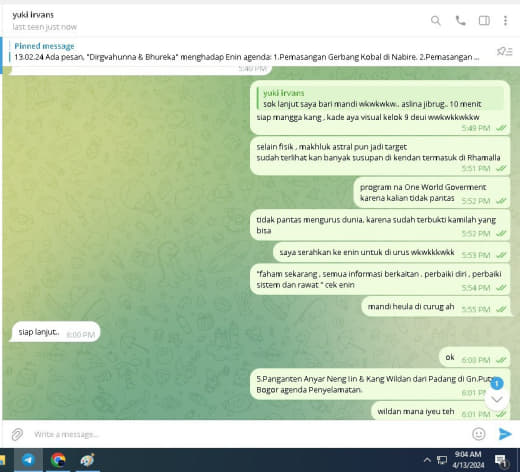 yuki irvans
last seen just now
Pinned message
13.02.24 Ada pesan, "Dirgvahunna & Bhureka" menghadap Enin agenda: 1.Pemasangan Gerbang Kobal di Nabire. 2.Pemasangan ...
5:40 PM
yuki irvans
sok lanjut saya bari mandi wkwkwkw.. aslina jibrug.. 10 menit
siap mangga kang , kade aya visual kelok 9 deui wwkwkkwkkw
5:49 PM
selain fisik , makhluk astral pun jadi target
sudah terlihat kan banyak susupan di kendan termasuk di Rhamalla
5:51 PM
program na One World Goverment
karena kalian tidak pantas 5:52 PM
tidak pantas mengurus dunia, karena sudah terbukti kamilah yang
bisa 5:52 PM
saya serahkan ke enin untuk di urus wkwkkkwkk 5:53 PM
"faham sekarang , semua informasi berkaitan , perbaiki diri , perbaiki
sistem dan rawat " cek enin 5:54 PM
mandi heula di curug ah 5:55 PM
siap lanjut.. 6:00 PM
ok 6:00 PM
5.Panganten Anyar Neng Iin & Kang Wildan dari Padang di Gn.Put
Bogor agenda Penyelamatan. 6:01 PM
1
wildan mana iyeu teh 6:01 PM
Write a message...
9:04 AM
4/13/2024